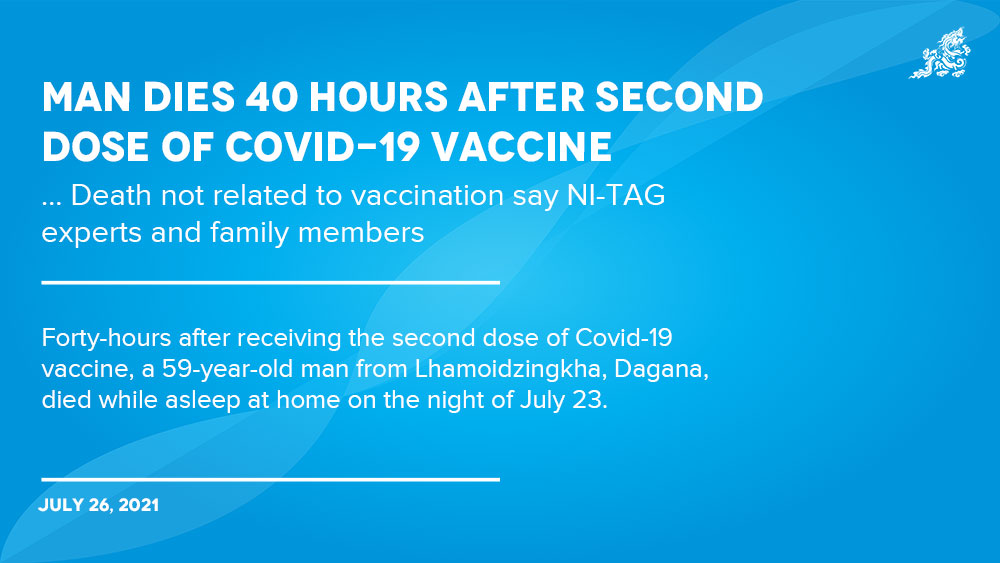 MAN DIES 40 HOURS AFTER SECOND
DOSE OF COVID-19 VACCINE
... Death not related to vaccination say NI-TAG
experts and family members
Forty-hours after receiving the second dose of Covid-19
vaccine, a 59-year-old man from Lhamoidzingkha, Dagana,
died while asleep at home on the night of July 23.
JULY 26, 2021